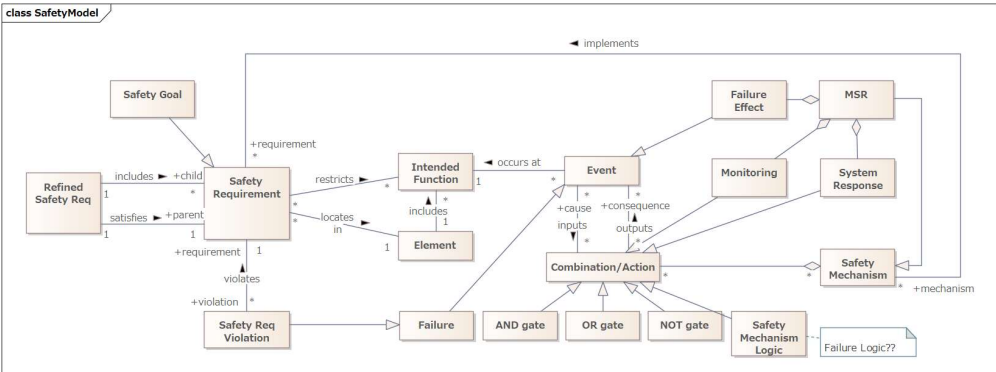 class SafetyModel
◄ implements
Safety Goal
Failure
Effect
MSR
+requirement
*
includes ►
+child
1
*
Refined
Safety Req
Safety
Requirement
restricts ►
*
*
Intended
Function
◄ occurs at
1
*
Event
Monitoring
System
Response
satisfies ►
+parent
1
1
*
locates ►
in
1
▲ *
includes
1
Element
*
+cause
inputs
▼ *
*
+consequence
▲
outputs
*
+requirement
1
▲
violates
+violation
*
Combination/Action
*
*
Safety
Mechanism
*
+mechanism
Safety Req
Violation
Failure
AND gate
OR gate
NOT gate
Safety
Mechanism
Logic
Failure Logic??